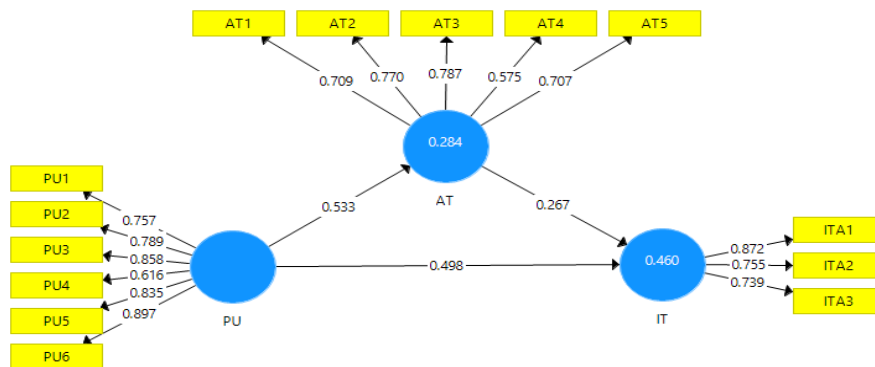 AT1 AT2 AT3 AT4 AT5
0.709 0.770 0.787 0.575 0.707
0.284
AT
PU1
PU2
PU3
PU4
PU5
PU6
0.757
0.789
0.858
0.616
0.835
0.897
PU
0.533
0.267
0.498
0.460
IT
0.872
0.755
0.739
ITA1
ITA2
ITA3